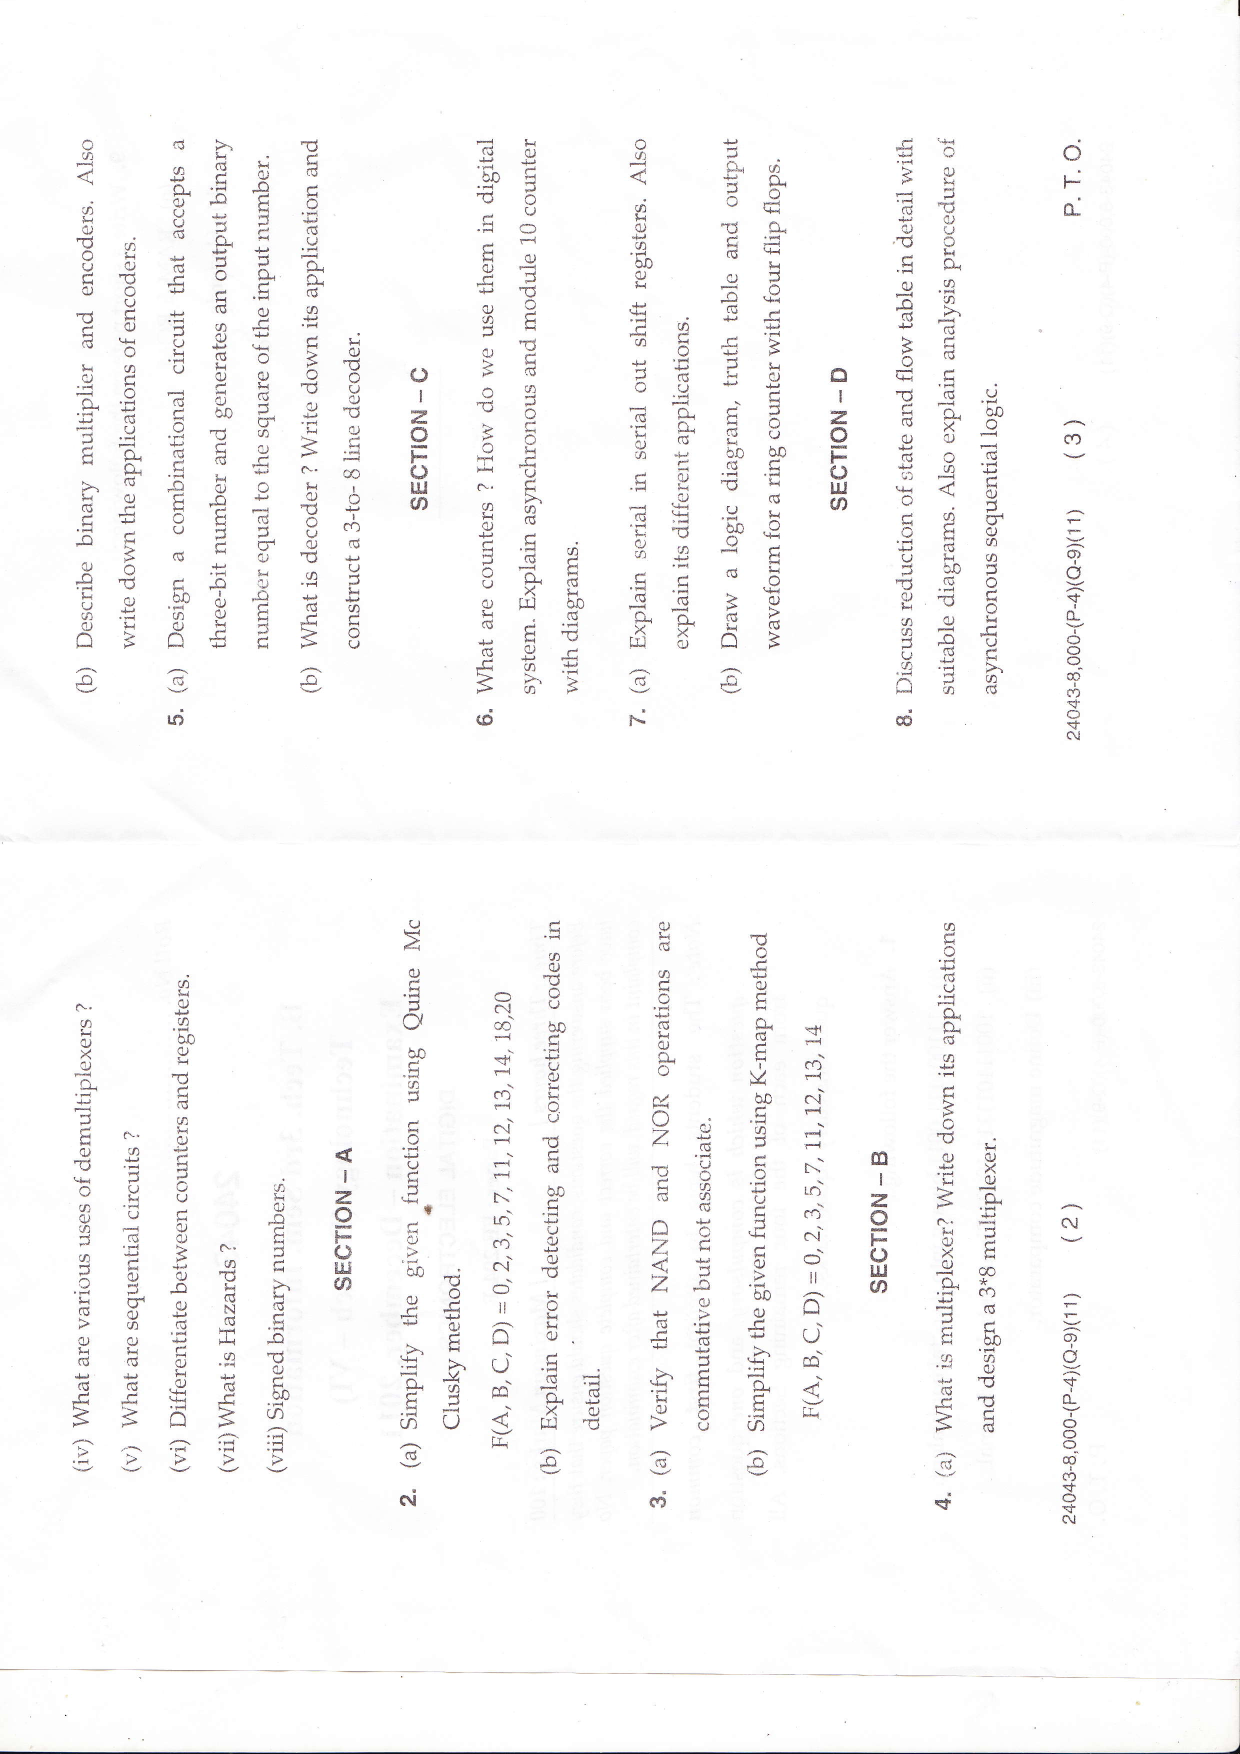 (iv) What are various uses of demultiplexers ?
(v) What are sequential circuits ?
(vi) Differentiate between counters and registers.
(vii) What is Hazards ?
(viii) Signed binary numbers.
SECTION – A
2. (a) Simplify the given function using Quine Mc
Clusky method.
F(A, B, C, D) = 0, 2, 3, 5, 7, 11, 12, 13, 14, 18,20
(b) Explain error detecting and correcting codes in
detail.
3. (a) Verify that NAND and NOR operations are
commutative but not associate.
(b) Simplify the given function using K-map method
F(A, B, C, D) = 0, 2, 3, 5, 7, 11, 12, 13, 14
SECTION – B
4. (a) What is multiplexer? Write down its applications
and design a 3*8 multiplexer.
24043-8,000-(P-4)(Q-9)(11) ( 2 )
(b) Describe binary multiplier and encoders. Also
write down the applications of encoders.
5. (a) Design a combinational circuit that accepts a
three-bit number and generates an output binary
number equal to the square of the input number.
(b) What is decoder ? Write down its application and
construct a 3-to- 8 line decoder.
SECTION – C
6. What are counters ? How do we use them in digital
system. Explain asynchronous and module 10 counter
with diagrams.
7. (a) Explain serial in serial out shift registers. Also
explain its different applications.
(b) Draw a logic diagram, truth table and output
waveform for a ring counter with four flip flops.
SECTION – D
8. Discuss reduction of state and flow table in detail with
suitable diagrams. Also explain analysis procedure of
asynchronous sequential logic.
24043-8,000-(P-4)(Q-9)(11) ( 3 ) P. T. O.